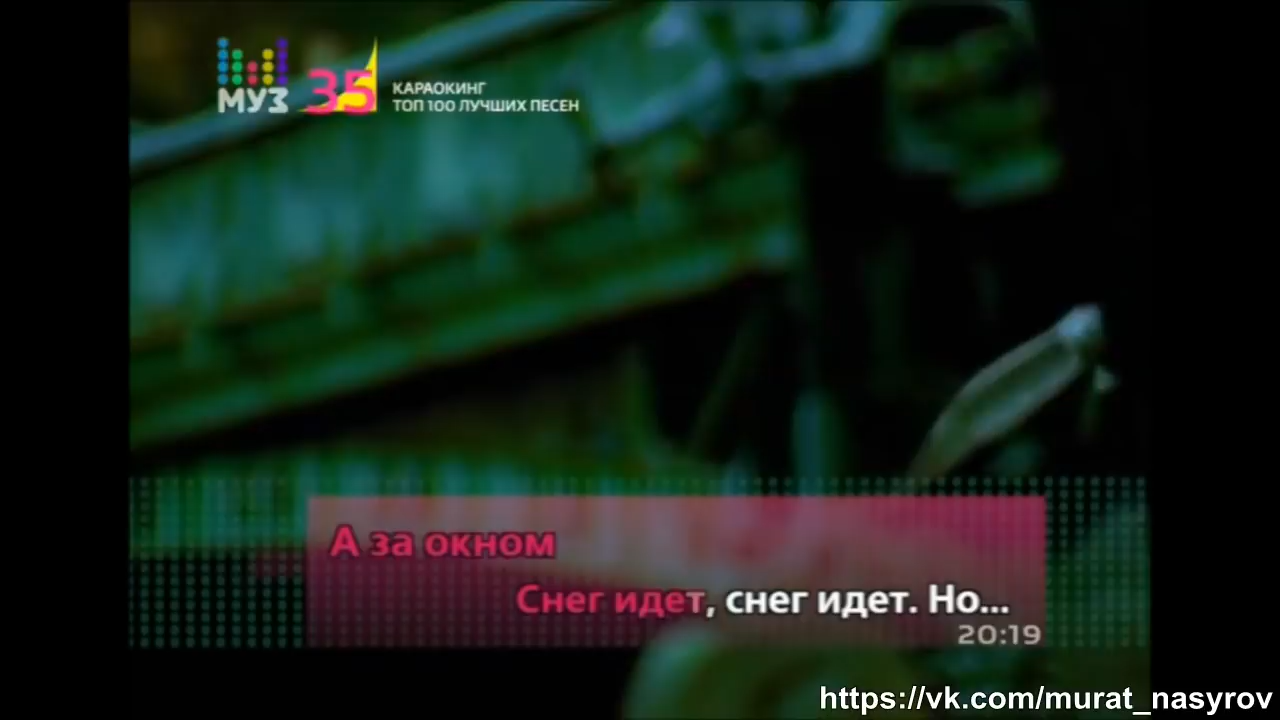 МУЗ
35
КАРАОКИНГ
ТОП 100 ЛУЧШИХ ПЕСЕН
А за окном
Снег идет, снег идет. Но...
20:19
https://vk.com/murat_nasyrov